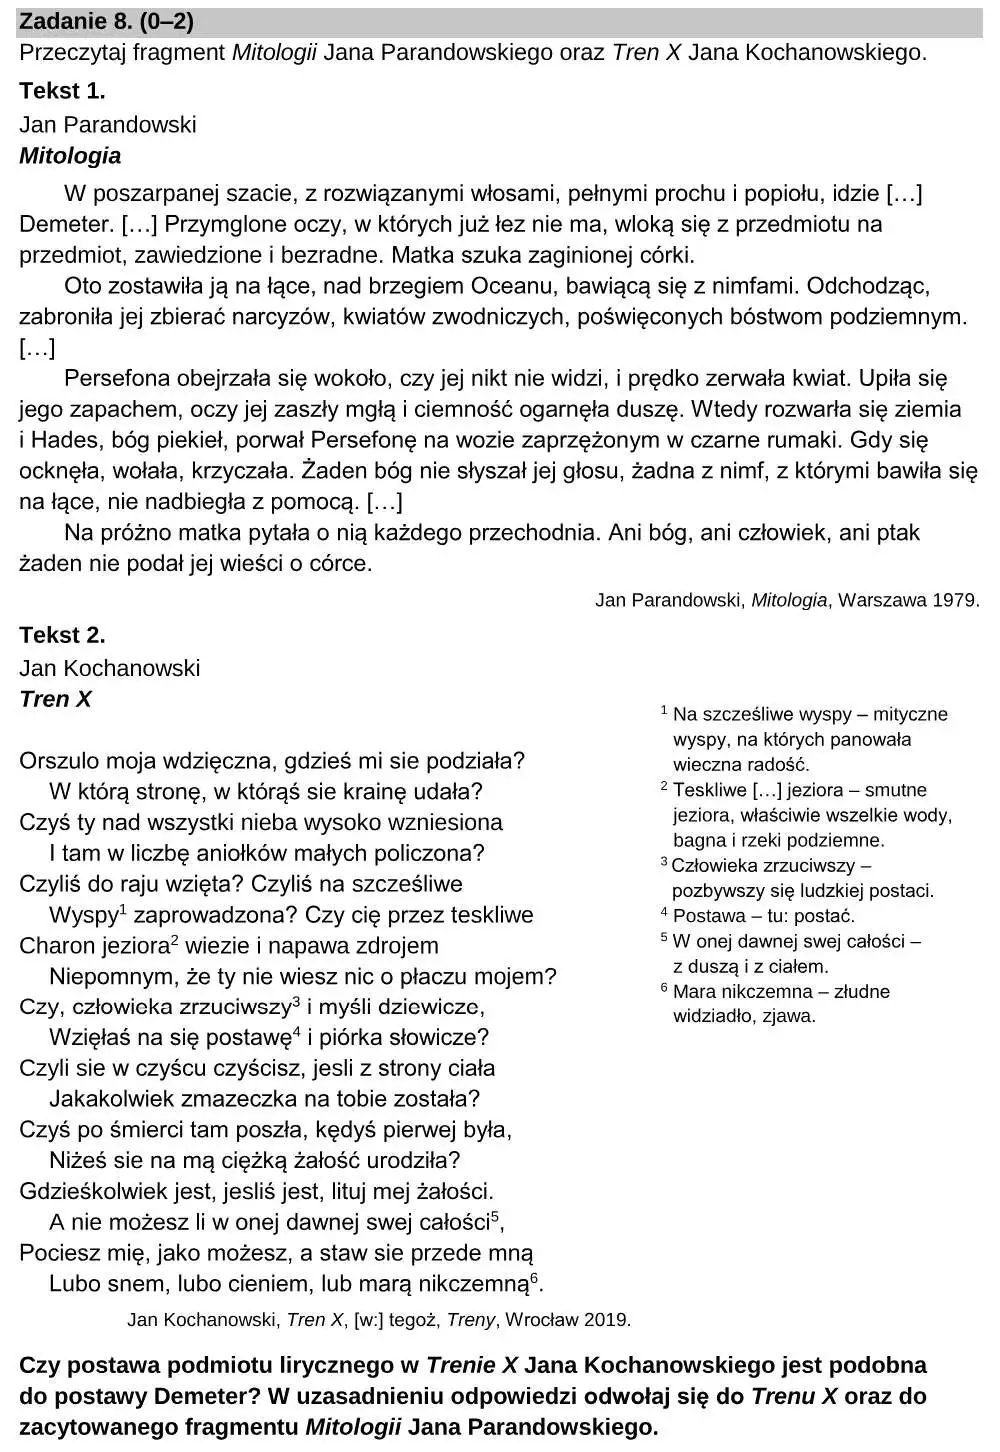 Zadanie 8. (0–2)
Przeczytaj fragment Mitologii Jana Parandowskiego oraz Tren X Jana Kochanowskiego.
Tekst 1.
Jan Parandowski
Mitologia
W poszarpanej szacie, z rozwiązanymi włosami, pełnymi prochu i popiołu, idzie […]
Demeter. […] Przymglone oczy, w których już łez nie ma, wloką się z przedmiotu na
przedmiot, zawiedzione i bezradne. Matka szuka zaginionej córki.
Oto zostawiła ją na łące, nad brzegiem Oceanu, bawiącą się z nimfami. Odchodząc,
zabroniła jej zbierać narcyzów, kwiatów zwodniczych, poświęconych bóstwom podziemnym.
[…]
Persefona obejrzała się wokoło, czy jej nikt nie widzi, i prędko zerwała kwiat. Upiła się
jego zapachem, oczy jej zaszły mgłą i ciemność ogarnęła duszę. Wtedy rozwarła się ziemia
i Hades, bóg piekieł, porwał Persefonę na wozie zaprzężonym w czarne rumaki. Gdy się
ocknęła, wołała, krzyczała. Żaden bóg nie słyszał jej głosu, żadna z nimf, z którymi bawiła się
na łące, nie nadbiegła z pomocą. […]
Na próżno matka pytała o nią każdego przechodnia. Ani bóg, ani człowiek, ani ptak
żaden nie podał jej wieści o córce.
Jan Parandowski, Mitologia, Warszawa 1979.
Tekst 2.
Jan Kochanowski
Tren X
Orszulo moja wdzięczna, gdzieś mi sie podziała?
W którą stronę, w którąś sie krainę udała?
Czyś ty nad wszystki nieba wysoko wzniesiona
I tam w liczbę aniołków małych policzona?
Czyliś do raju wzięta? Czyliś na szcześliwe
Wyspy¹ zaprowadzona? Czy cię przez teskliwe
Charon jeziora² wiezie i napawa zdrojem
Niepomnym, że ty nie wiesz nic o płaczu mojem?
Czy, człowieka zrzuciwszy³ i myśli dziewicze,
Wzięłaś na się postawę⁴ i piórka słowicze?
Czyli sie w czyścu czyścisz, jesli z strony ciała
Jakakolwiek zmazeczka na tobie została?
Czyś po śmierci tam poszła, kędyś pierwej była,
Niżeś sie na mą ciężką żałość urodziła?
Gdzieśkolwiek jest, jesliś jest, lituj mej żałości.
A nie możesz li w onej dawnej swej całości⁵,
Pociesz mię, jako możesz, a staw sie przede mną
Lubo snem, lubo cieniem, lub marą nikczemną⁶.
¹ Na szcześliwe wyspy – mityczne
wyspy, na których panowała
wieczna radość.
² Teskliwe […] jeziora – smutne
jeziora, właściwie wszelkie wody,
bagna i rzeki podziemne.
³ Człowieka zrzuciwszy –
pozbywszy się ludzkiej postaci.
⁴ Postawa – tu: postać.
⁵ W onej dawnej swej całości –
z duszą i z ciałem.
⁶ Mara nikczemna – złudne
widziadło, zjawa.
Jan Kochanowski, Tren X, [w:] tegoż, Treny, Wrocław 2019.
Czy postawa podmiotu lirycznego w Trenie X Jana Kochanowskiego jest podobna
do postawy Demeter? W uzasadnieniu odpowiedzi odwołaj się do Trenu X oraz do
zacytowanego fragmentu Mitologii Jana Parandowskiego.